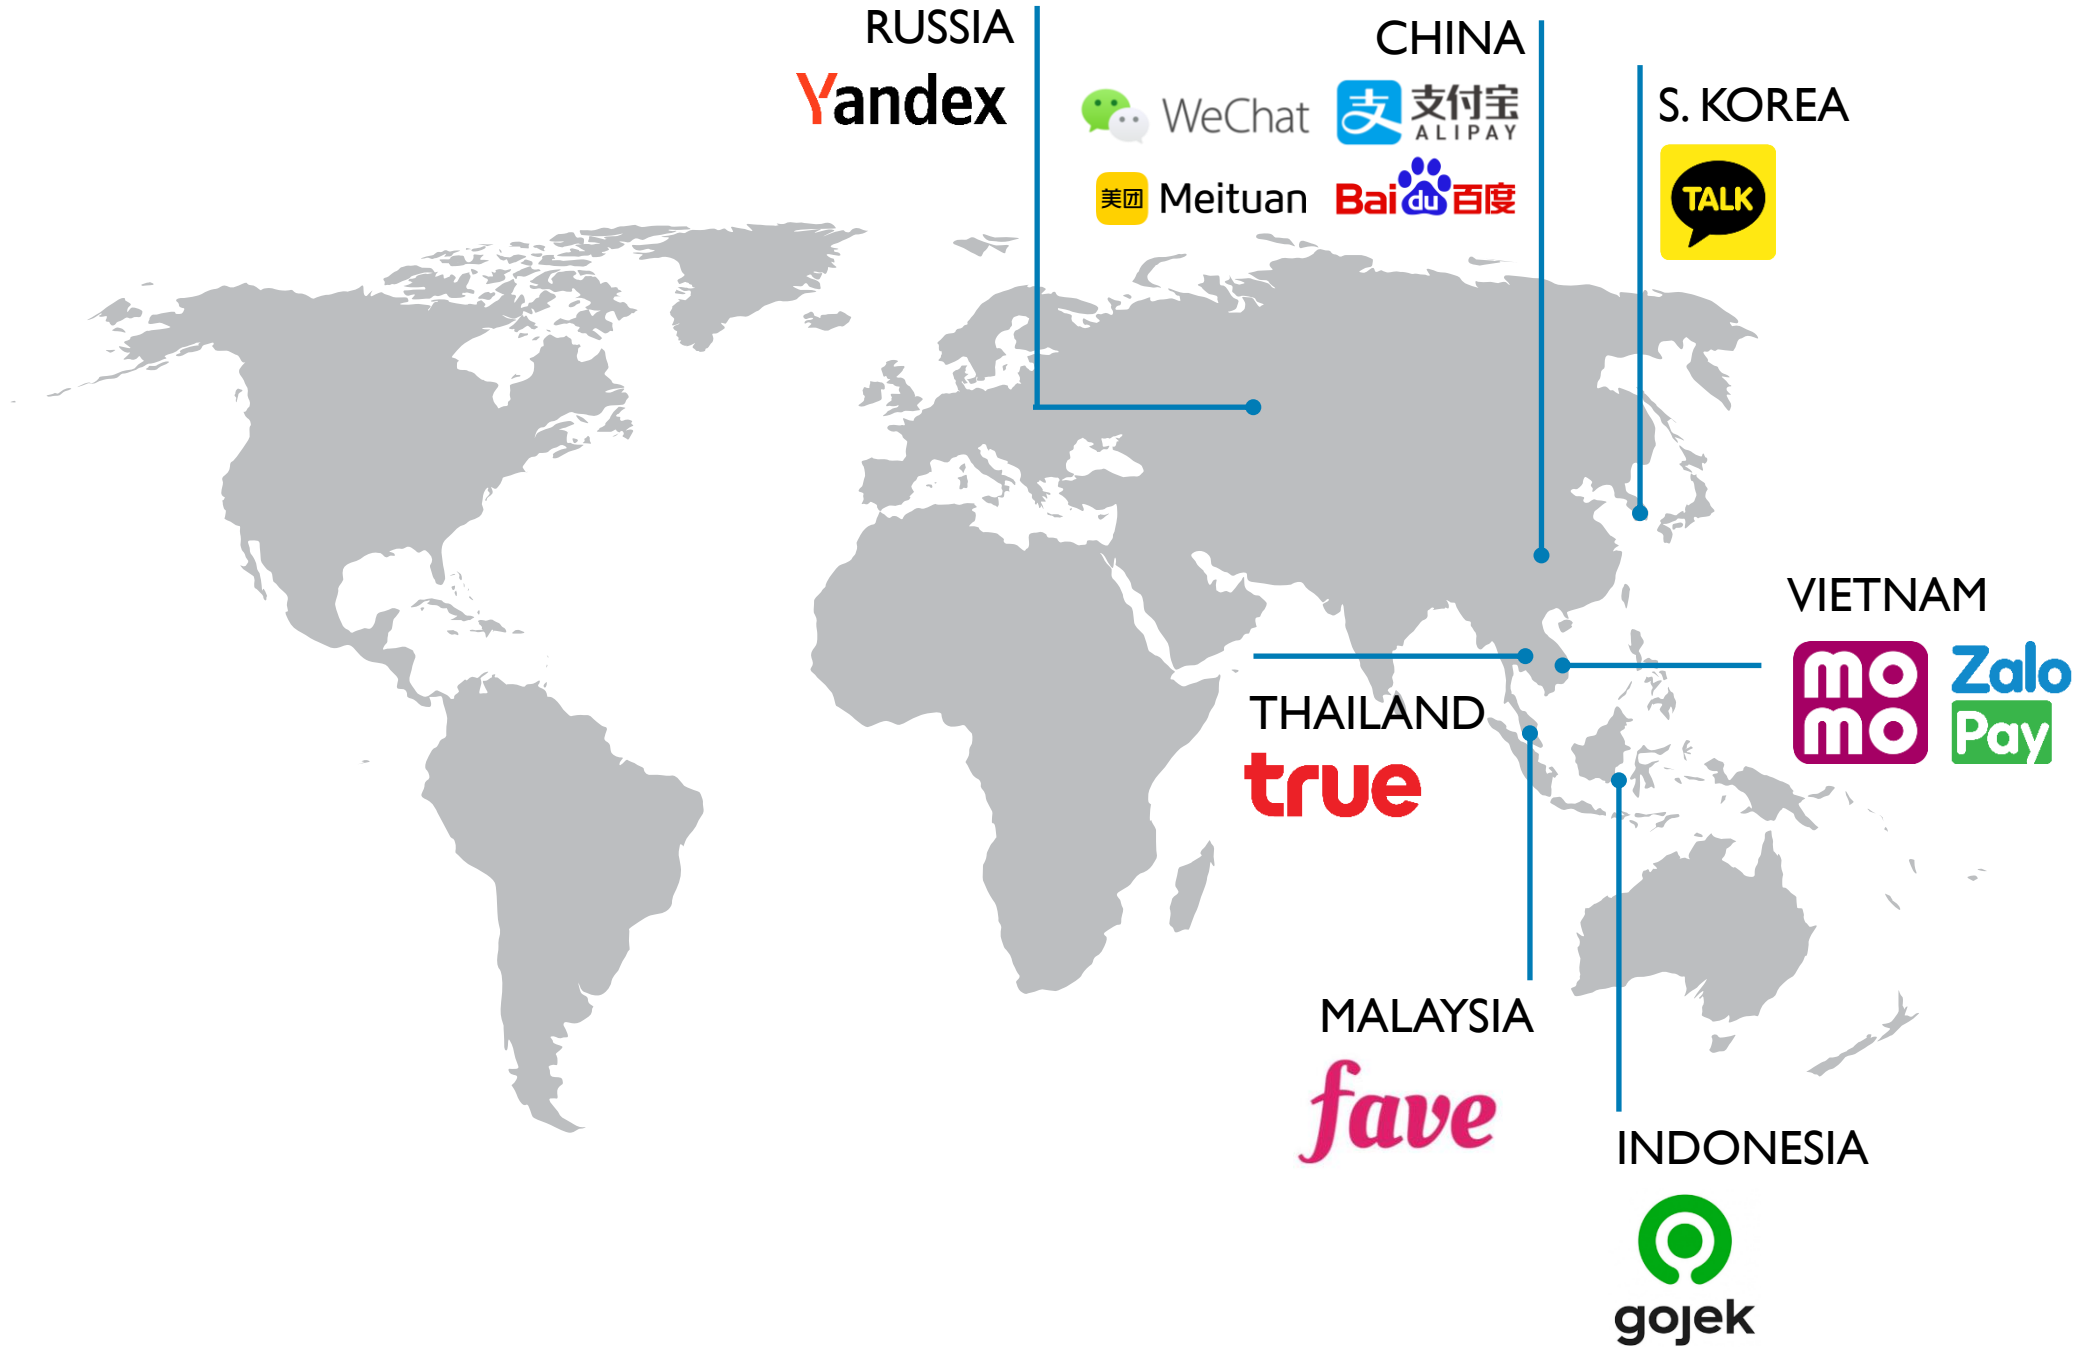 RUSSIA
Yandex
CHINA
WeChat
支付宝
ALIPAY
支
美团
Meituan
Baidu百度
S. KOREA
TALK
VIETNAM
mo
mo
Zalo
Pay
THAILAND
true
MALAYSIA
fave
INDONESIA
gojek